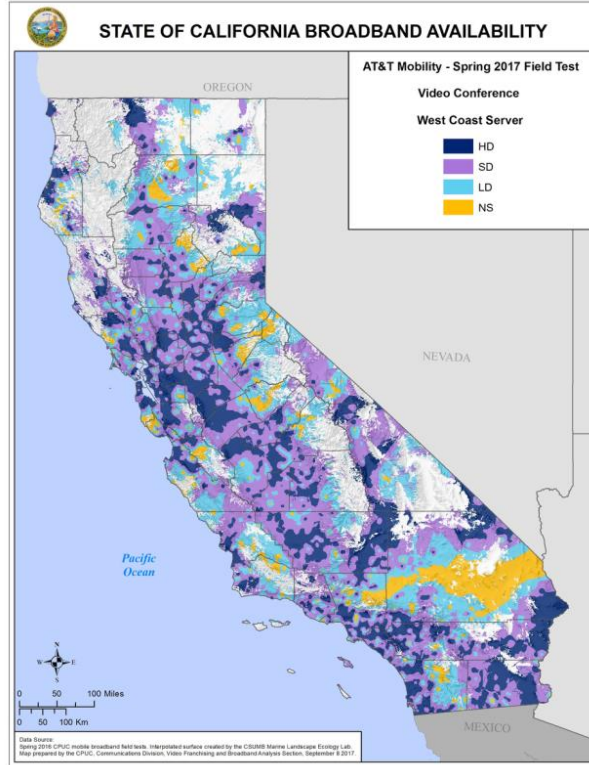 STATE OF CALIFORNIA BROADBAND AVAILABILITY
AT&T Mobility - Spring 2017 Field Test
Video Conference
West Coast Server
HD
SD
LD
NS
OREGON
NEVADA
Pacific
Ocean
N
W E
S
0 50 100 Miles
0 50 100 Km
MEXICO
Data Source:
Spring 2016 CPUC mobile broadband field tests. Interpolated surface created by the CSUMB Marine Landscape Ecology Lab.
Map prepared by the CPUC, Communications Division, Video Franchising and Broadband Analysis Section, September 8 2017.